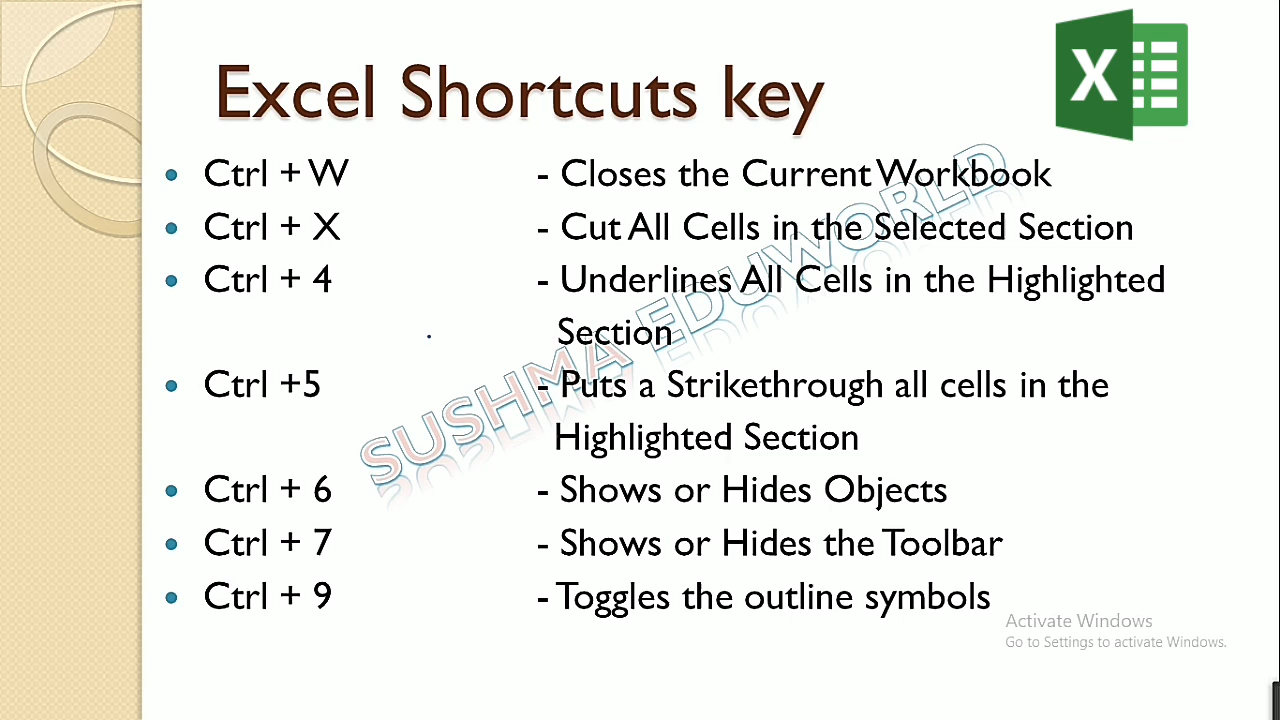 Excel Shortcuts key
X
• Ctrl + W - Closes the Current Workbook
• Ctrl + X - Cut All Cells in the Selected Section
• Ctrl + 4 - Underlines All Cells in the Highlighted
Section
• Ctrl +5 - Puts a Strikethrough all cells in the
Highlighted Section
• Ctrl + 6 - Shows or Hides Objects
• Ctrl + 7 - Shows or Hides the Toolbar
• Ctrl + 9 - Toggles the outline symbols
SUSHMA EDUWORLD
Activate Windows
Go to Settings to activate Windows.